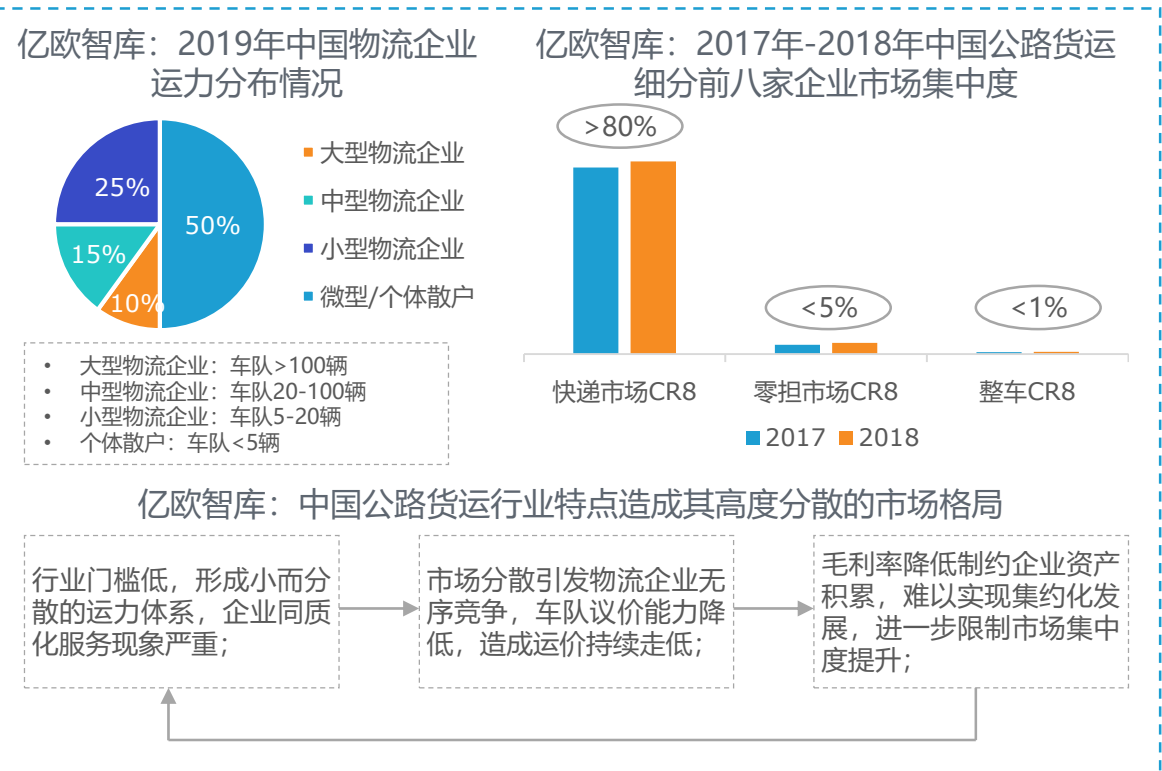 亿欧智库：2019年中国物流企业
运力分布情况
25%
50%
15%
10%
大型物流企业
中型物流企业
小型物流企业
微型/个体散户
• 大型物流企业：车队>100辆
• 中型物流企业：车队20-100辆
• 小型物流企业：车队5-20辆
• 个体散户：车队<5辆
亿欧智库：2017年-2018年中国公路货运
细分前八家企业市场集中度
>80%
<5%
<1%
快递市场CR8
零担市场CR8
整车CR8
2017
2018
亿欧智库：中国公路货运行业特点造成其高度分散的市场格局
行业门槛低，形成小而分
散的运力体系，企业同质
化服务现象严重；
市场分散引发物流企业无
序竞争，车队议价能力降
低，造成运价持续走低；
毛利率降低制约企业资产
积累，难以实现集约化发
展，进一步限制市场集中
度提升；